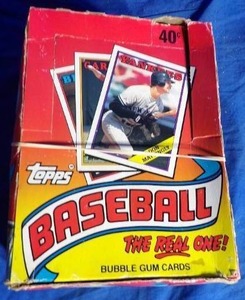 40¢
YANKEES
Topps
BASEBALL
THE REAL ONE!
BUBBLE GUM CARDS